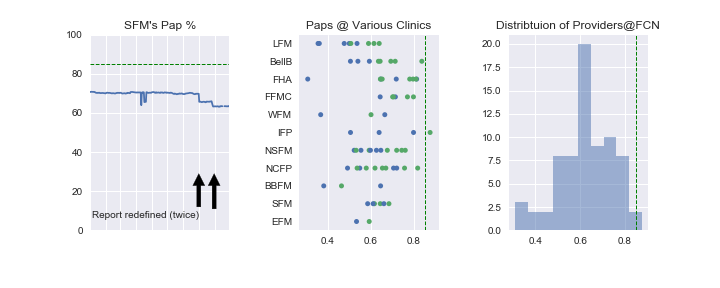 SFM's Pap %
100
80
60
40
20
0
Report redefined (twice)
Paps @ Various Clinics
LFM
BellB
FHA
FFMC
WFM
IFP
NSFM
NCFP
BBFM
SFM
EFM
0.4 0.6 0.8
Distribtuion of Providers@FCN
20.0
17.5
15.0
12.5
10.0
7.5
5.0
2.5
0.0
0.4 0.6 0.8